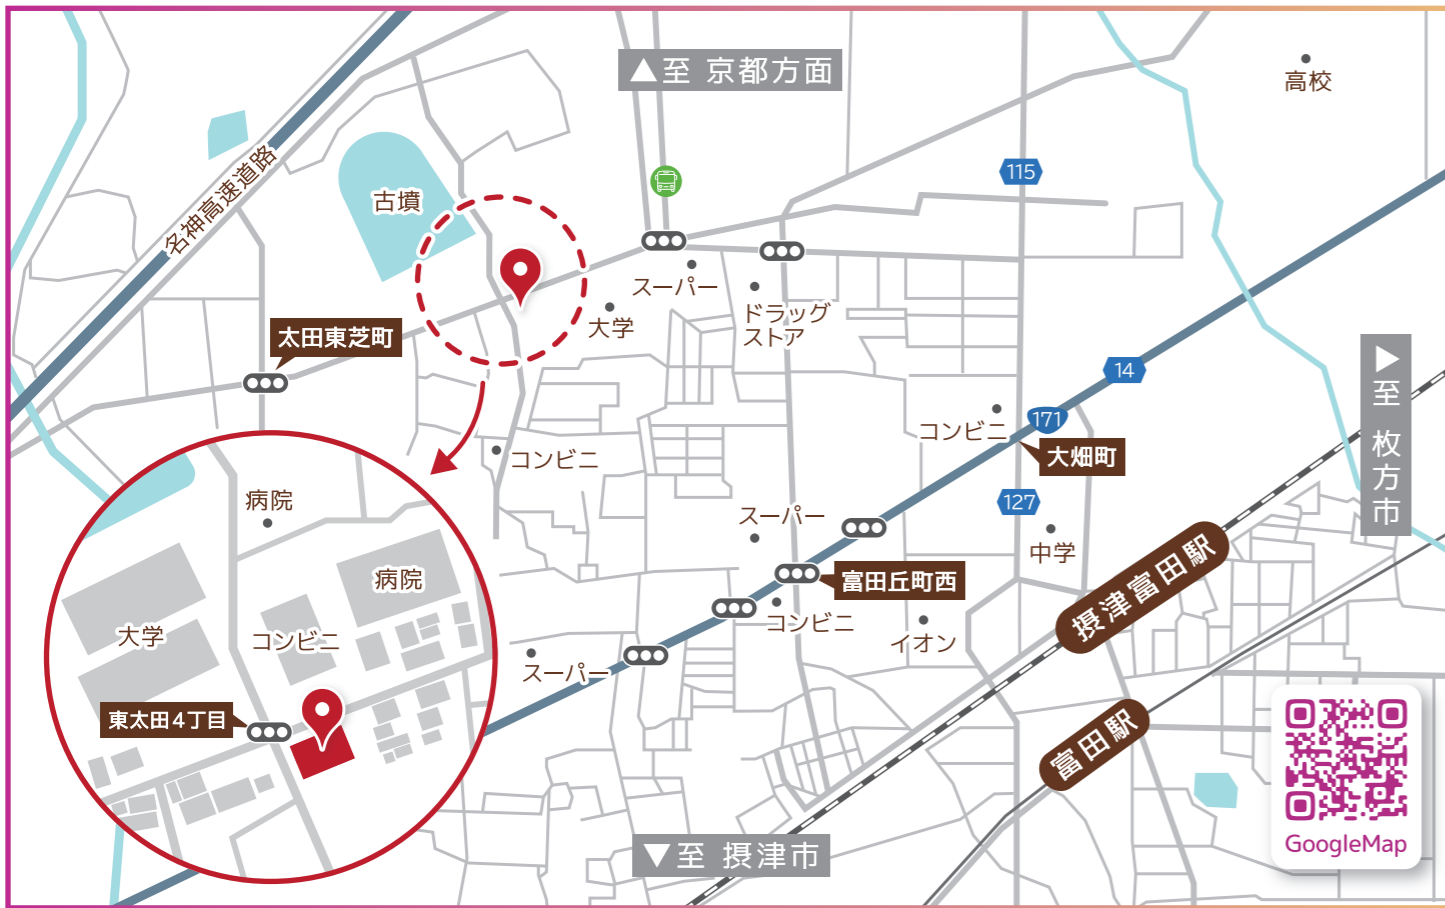 ▲至 京都方面
高校
名神高速道路
古墳
115
スーパー
ドラッグ
ストア
大学
太田東芝町
14
▶至 枚方市
171
コンビニ
大畑町
コンビニ
127
スーパー
中学
病院
病院
富田丘町西
摂津富田駅
コンビニ
イオン
大学
コンビニ
スーパー
東太田4丁目
富田駅
GoogleMap
▼至 摂津市